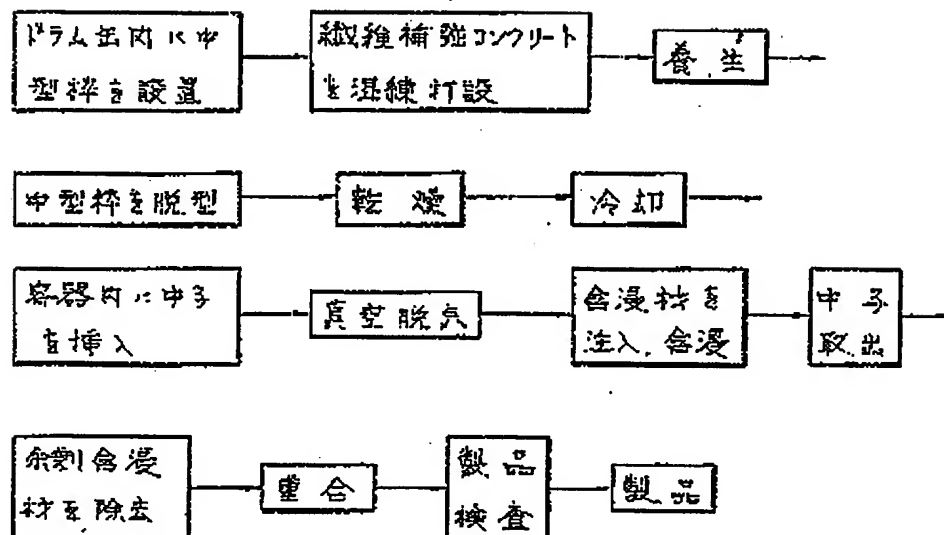 ドラム缶内に中
型枠を設置
繊維補強コンクリート
を混練打設
養生
中型枠を脱型
乾燥
冷却
容器内に中子
を挿入
真空脱気
含浸材を
注入、含浸
中子
取出
余剰含浸
材を除去
重合
製品
検査
製品